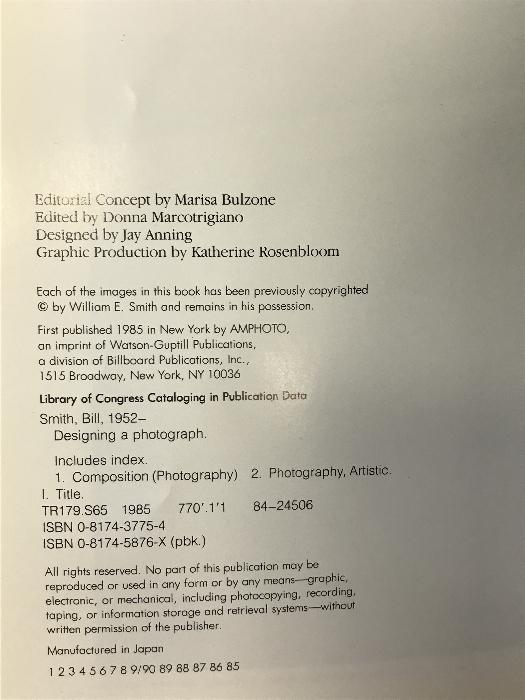 Editorial Concept by Marisa Bulzone
Edited by Donna Marcotrigiano
Designed by Jay Anning
Graphic Production by Katherine Rosenbloom
Each of the images in this book has been previously copyrighted
© by William E. Smith and remains in his possession.
First published 1985 in New York by AMPHOTO,
an imprint of Watson-Guptill Publications,
a division of Billboard Publications, Inc.,
1515 Broadway, New York, NY 10036
Library of Congress Cataloging in Publication Data
Smith, Bill, 1952–
Designing a photograph.
Includes index.
1. Composition (Photography) 2. Photography, Artistic.
I. Title.
TR179.S65 1985 770'.1'1 84–24506
ISBN 0-8174-3775-4
ISBN 0-8174-5876-X (pbk.)
All rights reserved. No part of this publication may be
reproduced or used in any form or by any means—graphic,
electronic, or mechanical, including photocopying, recording,
taping, or information storage and retrieval systems—without
written permission of the publisher.
Manufactured in Japan
1 2 3 4 5 6 7 8 9/90 89 88 87 86 85